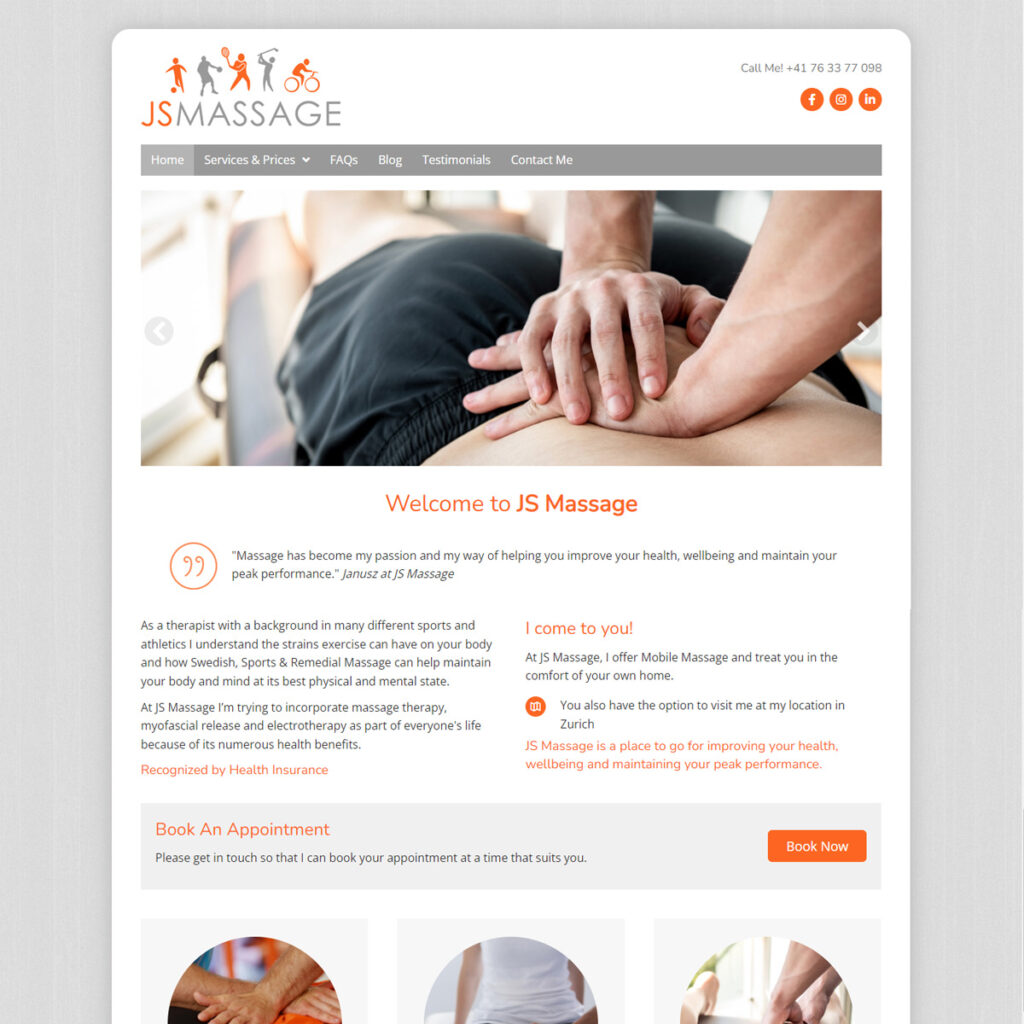 JSMASSAGE
Call Me! +41 76 33 77 098
Home Services & Prices FAQs Blog Testimonials Contact Me
Welcome to JS Massage
"Massage has become my passion and my way of helping you improve your health, wellbeing and maintain your
peak performance." Janusz at JS Massage
As a therapist with a background in many different sports and
athletics I understand the strains exercise can have on your body
and how Swedish, Sports & Remedial Massage can help maintain
your body and mind at its best physical and mental state.
At JS Massage I'm trying to incorporate massage therapy,
myofascial release and electrotherapy as part of everyone's life
because of its numerous health benefits.
Recognized by Health Insurance
I come to you!
At JS Massage, I offer Mobile Massage and treat you in the
comfort of your own home.
You also have the option to visit me at my location in
Zurich
JS Massage is a place to go for improving your health,
wellbeing and maintaining your peak performance.
Book An Appointment
Please get in touch so that I can book your appointment at a time that suits you.
Book Now